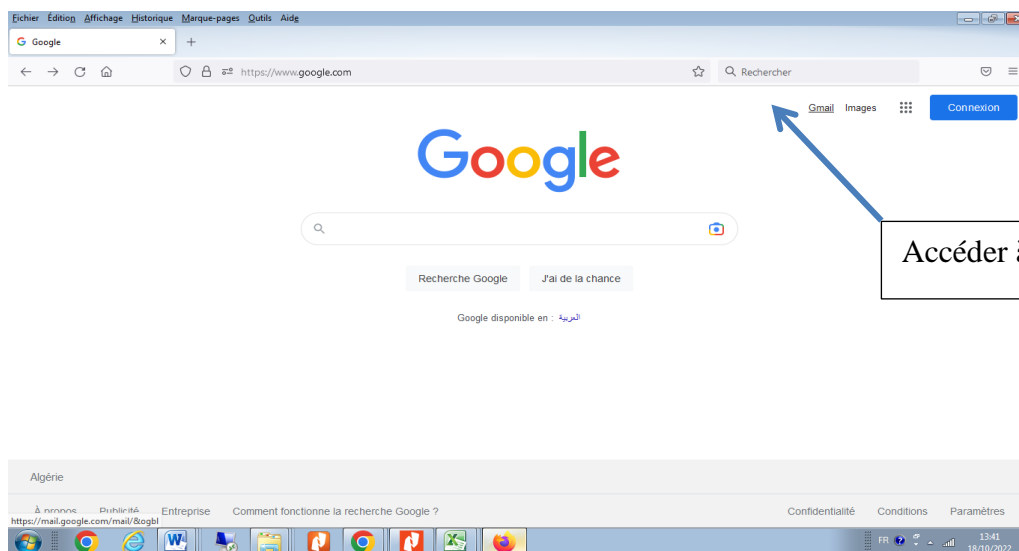 Fichier Édition Affichage Historique Marque-pages Outils Aide
Google
https://www.google.com
Rechercher
Gmail Images
Connexion
Google
Accéder à
Recherche Google J'ai de la chance
Google disponible en : العربية
Algérie
À propos Publicité Entreprise Comment fonctionne la recherche Google ? Confidentialité Conditions Paramètres
https://mail.google.com/mail/&ogbl
FR
13:41
18/10/2022